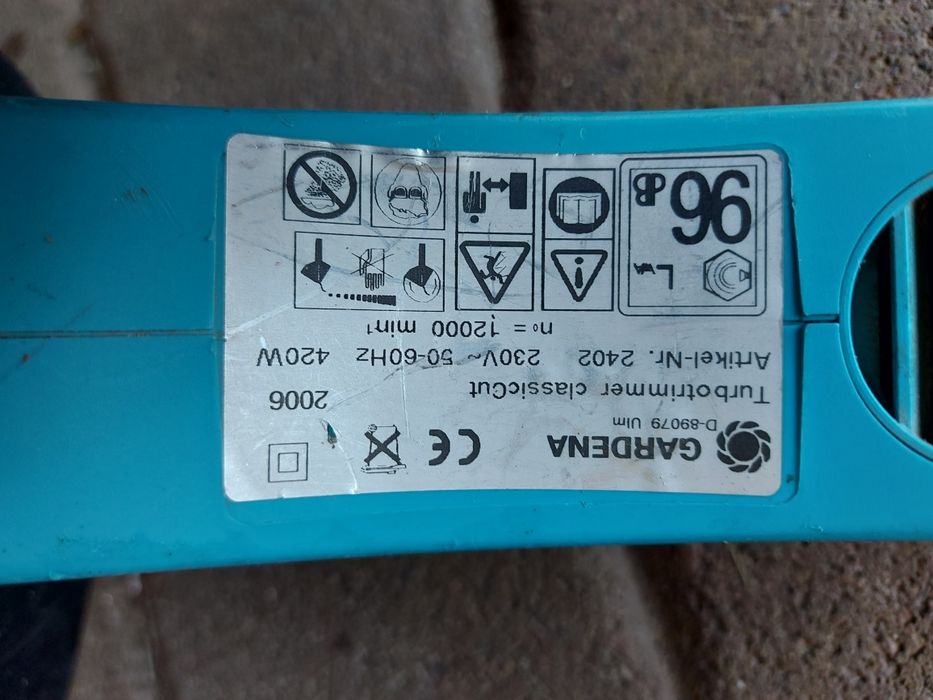 GARDENA
D-89079 Ulm
CE
Turbotrimmer classicCut 2006
Artikel-Nr. 2402 230V~ 50-60Hz 420W
n₀ = 12000 min⁻¹
LWA
96 dB